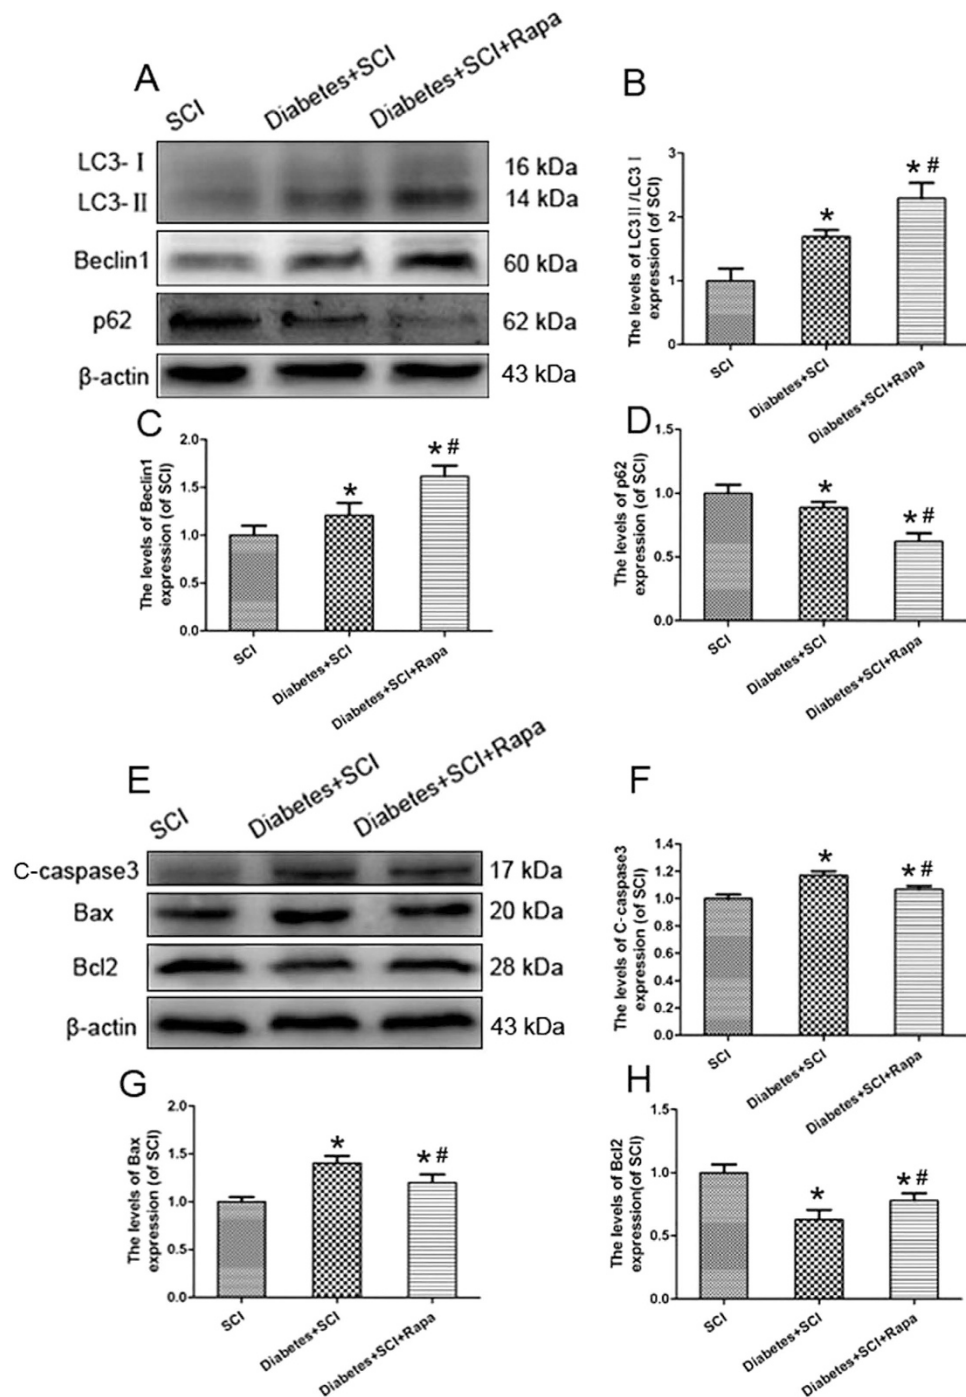 A
SCI
Diabetes+SCI
Diabetes+SCI+Rapa
LC3- Ⅰ
16 kDa
LC3-Ⅱ
14 kDa
Beclin1
60 kDa
p62
62 kDa
β-actin
43 kDa
B
The levels of LC3Ⅱ/LC3Ⅰ
expression (of SCI)
3
2
1
0
*
* #
SCI
Diabetes+SCI
Diabetes+SCI+Rapa
C
The levels of Beclin1
expression (of SCI)
2.0
1.5
1.0
0.5
0.0
*
* #
SCI
Diabetes+SCI
Diabetes+SCI+Rapa
D
The levels of p62
expression (of SCI)
1.5
1.0
0.5
0.0
*
* #
SCI
Diabetes+SCI
Diabetes+SCI+Rapa
E
SCI
Diabetes+SCI
Diabetes+SCI+Rapa
C-caspase3
17 kDa
Bax
20 kDa
Bcl2
28 kDa
β-actin
43 kDa
F
The levels of C-caspase3
expression (of SCI)
1.4
1.2
1.0
0.8
0.6
0.4
0.2
0.0
*
* #
SCI
Diabetes+SCI
Diabetes+SCI+Rapa
G
The levels of Bax
expression (of SCI)
2.0
1.5
1.0
0.5
0.0
*
* #
SCI
Diabetes+SCI
Diabetes+SCI+Rapa
H
The levels of Bcl2
expression(of SCI)
1.5
1.0
0.5
0.0
*
* #
SCI
Diabetes+SCI
Diabetes+SCI+Rapa